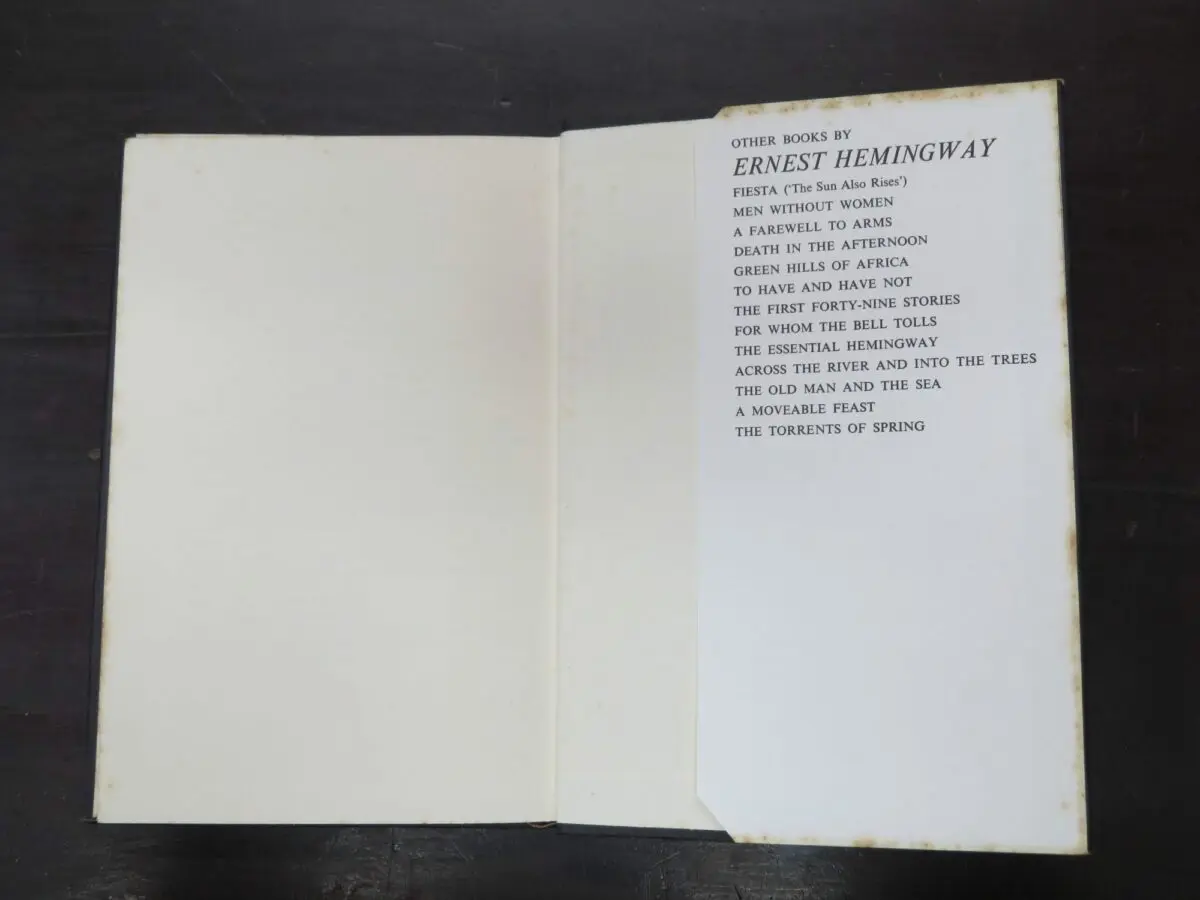 OTHER BOOKS BY
ERNEST HEMINGWAY
FIESTA ('The Sun Also Rises')
MEN WITHOUT WOMEN
A FAREWELL TO ARMS
DEATH IN THE AFTERNOON
GREEN HILLS OF AFRICA
TO HAVE AND HAVE NOT
THE FIRST FORTY-NINE STORIES
FOR WHOM THE BELL TOLLS
THE ESSENTIAL HEMINGWAY
ACROSS THE RIVER AND INTO THE TREES
THE OLD MAN AND THE SEA
A MOVEABLE FEAST
THE TORRENTS OF SPRING